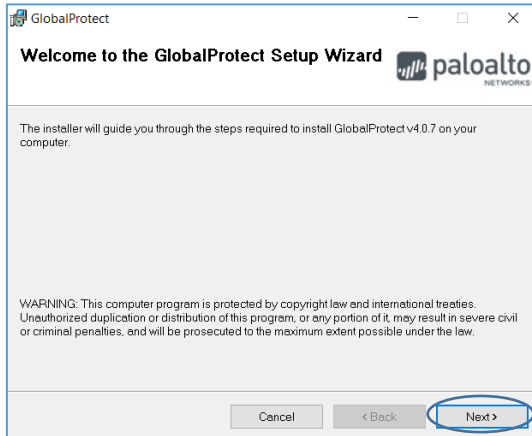 GlobalProtect
Welcome to the GlobalProtect Setup Wizard
paloalto
NETWORKS
The installer will guide you through the steps required to install GlobalProtect v4.0.7 on your
computer.
WARNING: This computer program is protected by copyright law and international treaties.
Unauthorized duplication or distribution of this program, or any portion of it, may result in severe civil
or criminal penalties, and will be prosecuted to the maximum extent possible under the law.
Cancel < Back Next >